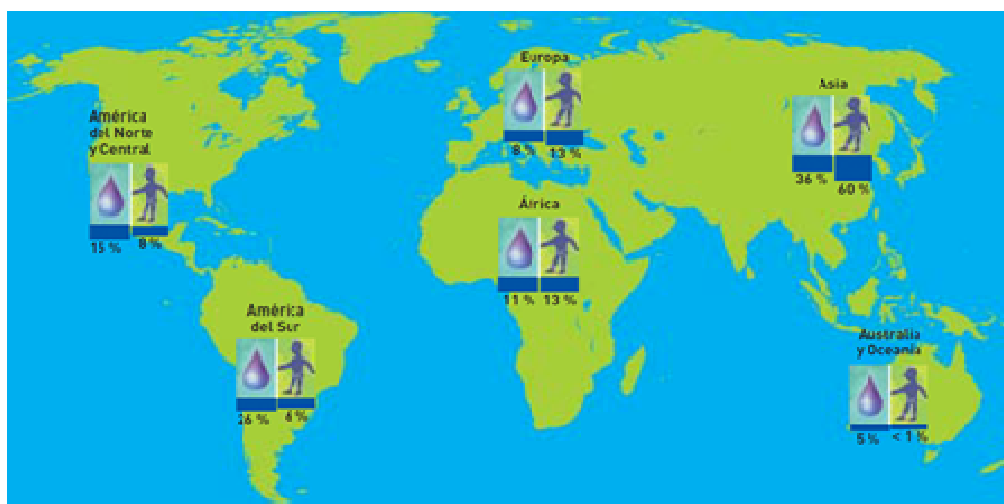 América
del Norte
y Central
15 %
8 %
América
del Sur
26 %
6 %
Europa
8 %
13 %
África
11 %
13 %
Asia
36 %
60 %
Australia
y Oceanía
5 %
< 1 %